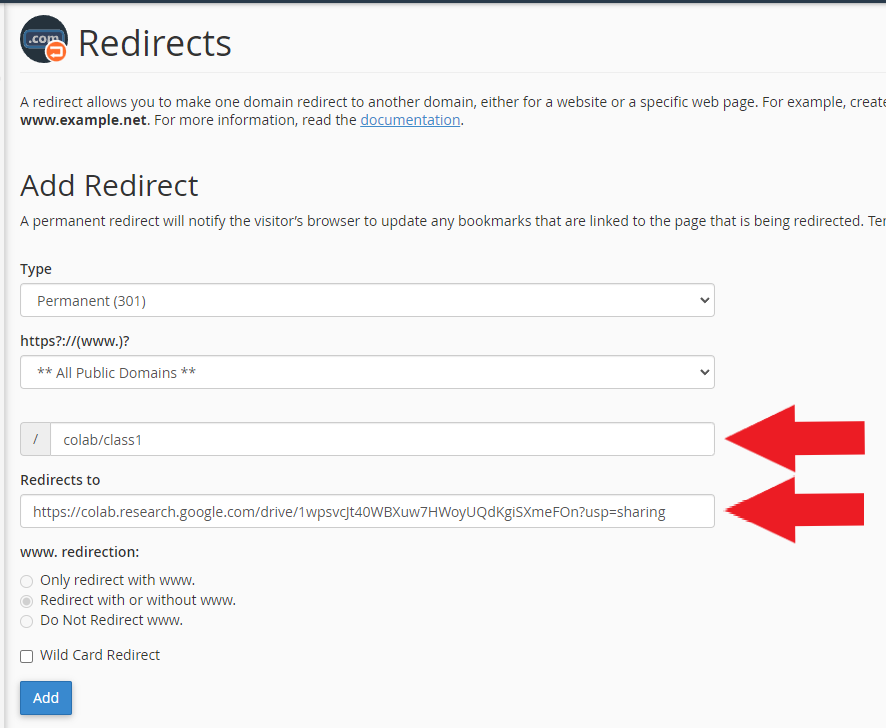 .com
Redirects
A redirect allows you to make one domain redirect to another domain, either for a website or a specific web page. For example, create
www.example.net. For more information, read the documentation.
Add Redirect
A permanent redirect will notify the visitor’s browser to update any bookmarks that are linked to the page that is being redirected. Ter
Type
Permanent (301)
https?://(www.)?
** All Public Domains **
/ colab/class1
Redirects to
https://colab.research.google.com/drive/1wpsvcJt40WBXuw7HWoyUQdKgiSXmeFOn?usp=sharing
www. redirection:
Only redirect with www.
Redirect with or without www.
Do Not Redirect www.
Wild Card Redirect
Add